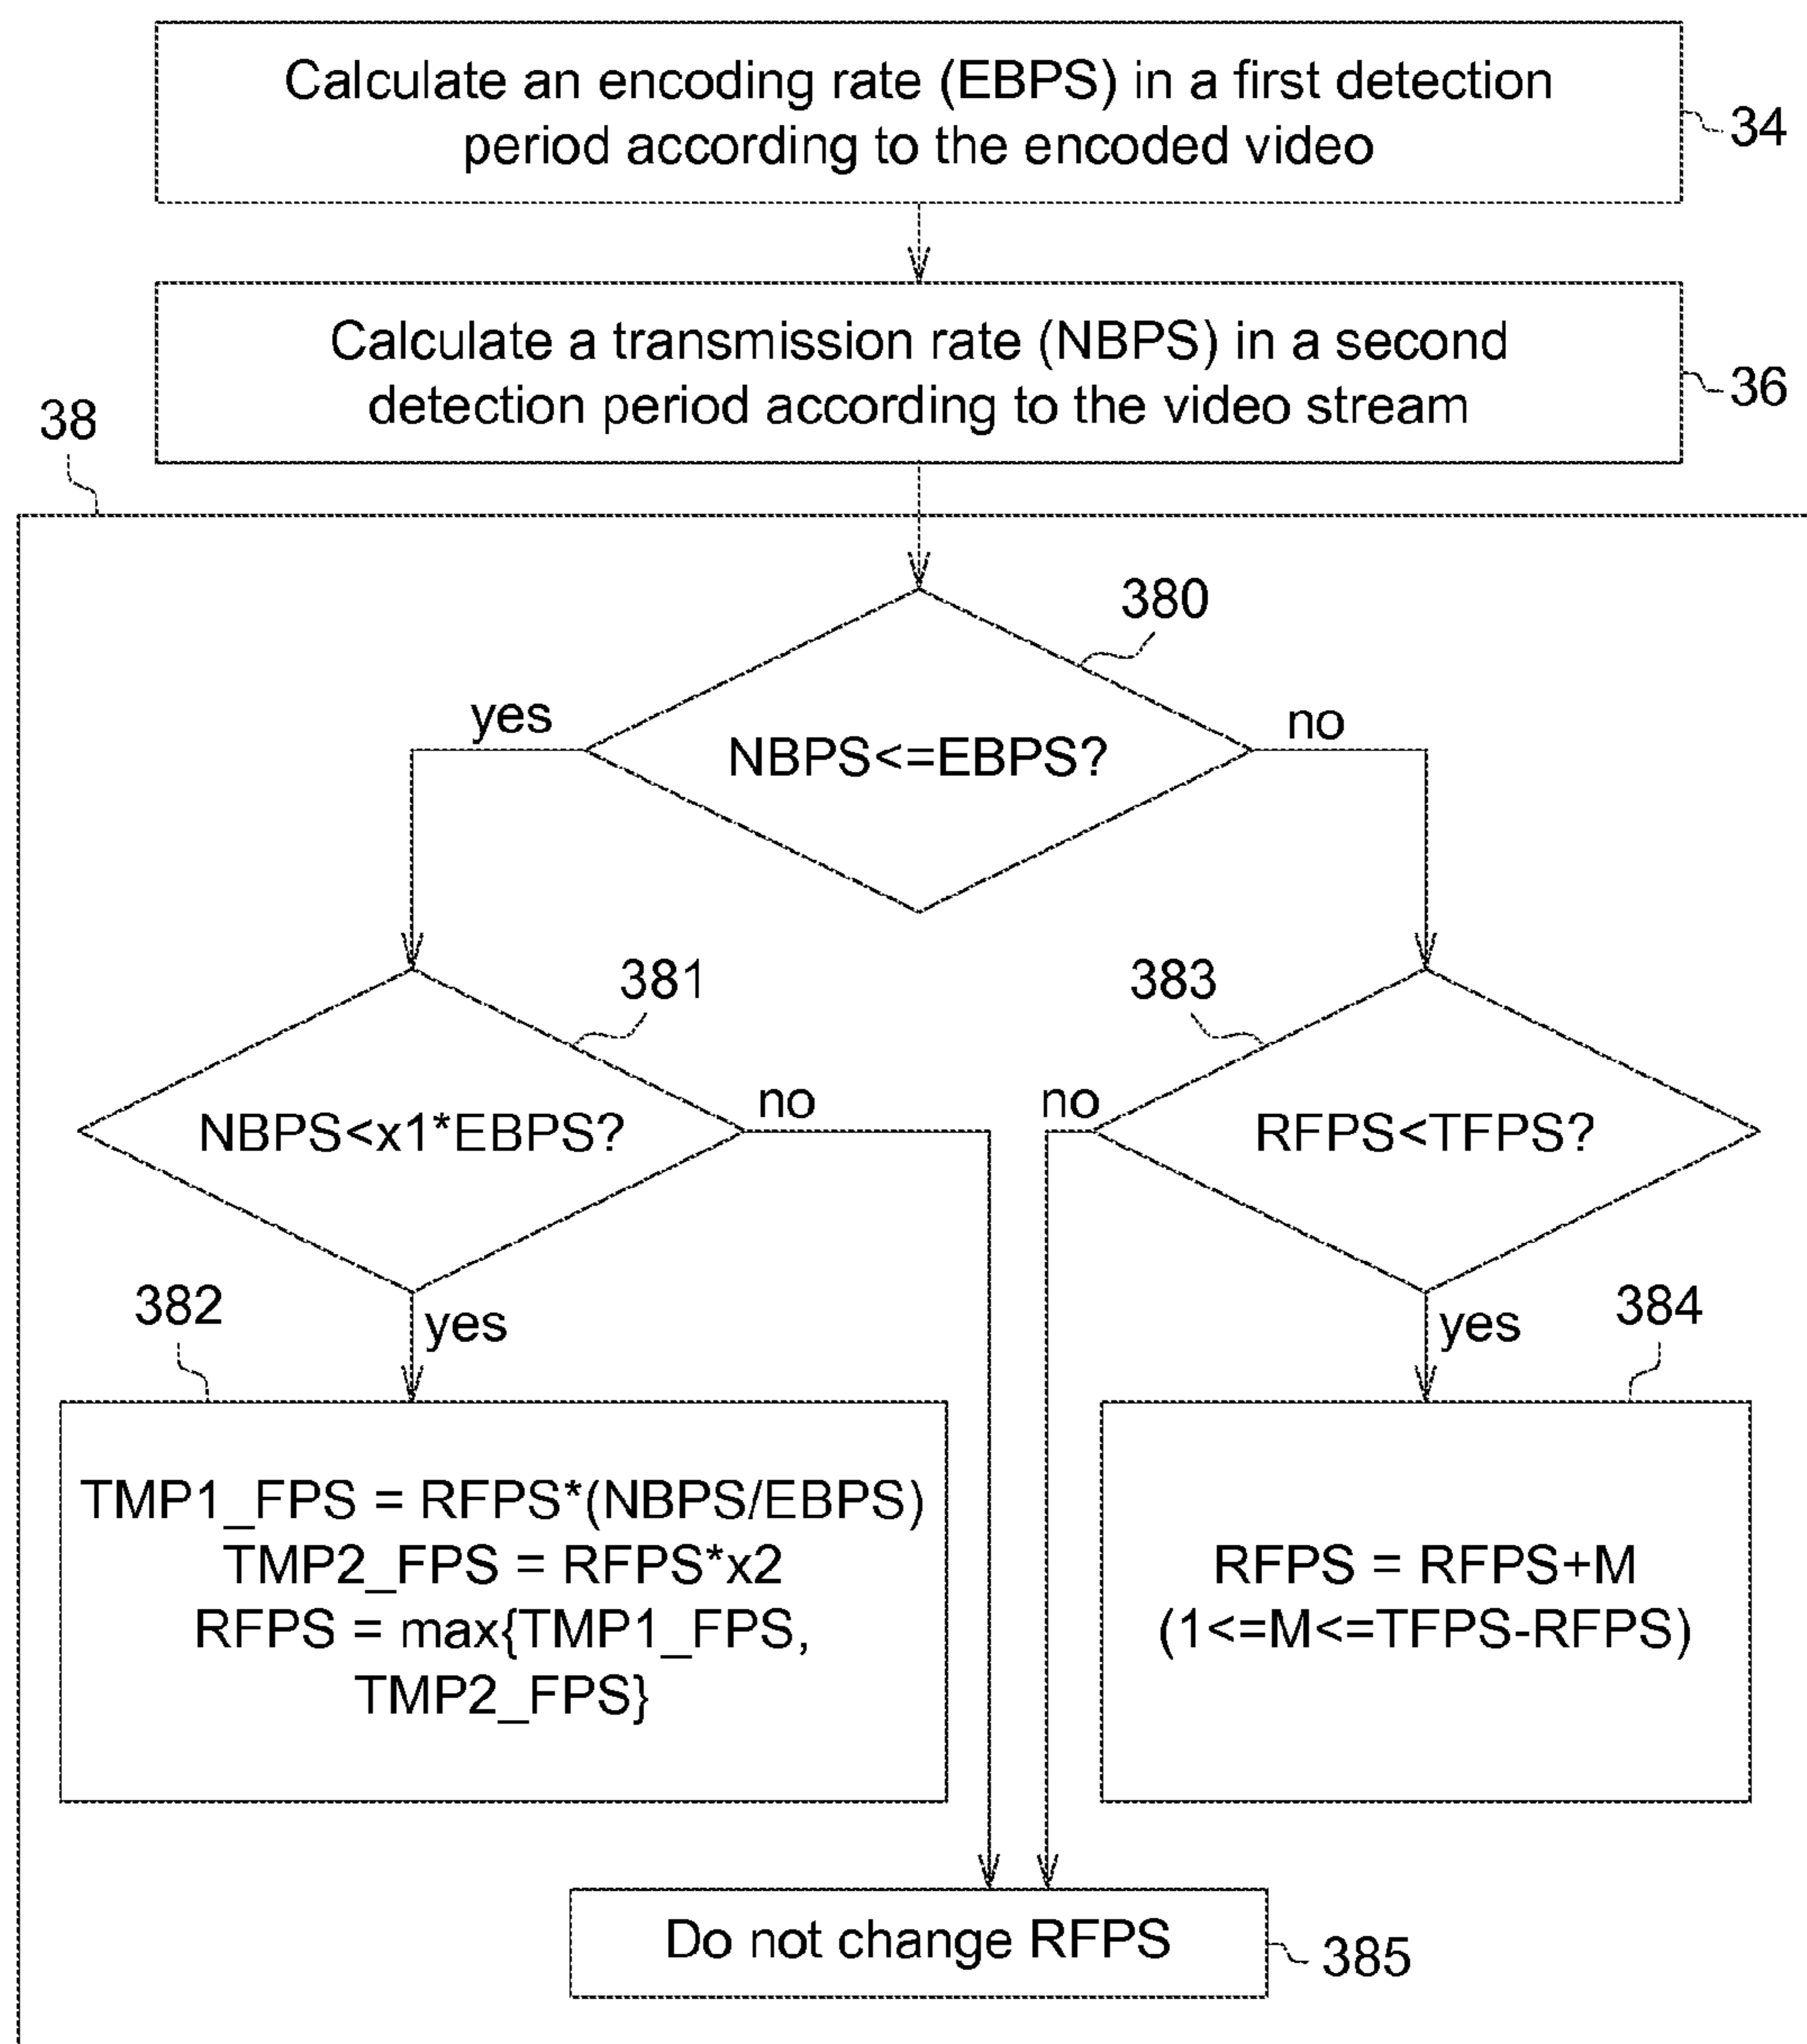 Calculate an encoding rate (EBPS) in a first detection
period according to the encoded video
34
Calculate a transmission rate (NBPS) in a second
detection period according to the video stream
36
38
380
yes
NBPS<=EBPS?
no
381
383
NBPS<x1*EBPS?
no
no
RFPS<TFPS?
382
yes
yes
384
TMP1_FPS = RFPS*(NBPS/EBPS)
TMP2_FPS = RFPS*x2
RFPS = max{TMP1_FPS,
TMP2_FPS}
RFPS = RFPS+M
(1<=M<=TFPS-RFPS)
Do not change RFPS
385